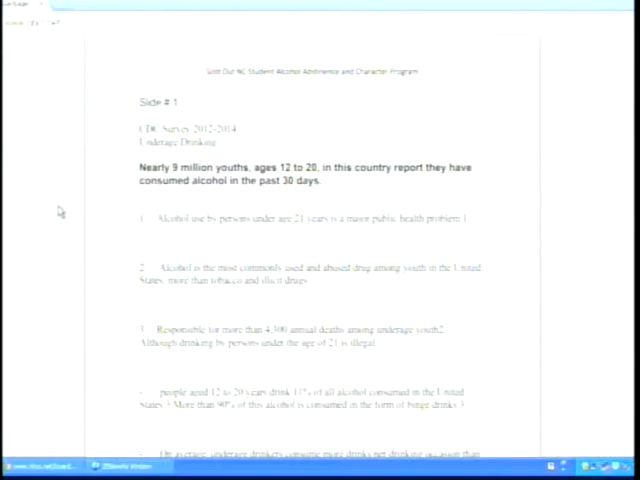 Sold Out NC Student Alcohol Abstinence and Character Program
Slide # 1
CDC Survey 2012-2014
Underage Drinking
Nearly 9 million youths, ages 12 to 20, in this country report they have
consumed alcohol in the past 30 days.
1 Alcohol use by persons under age 21 years is a major public health problem 1
2 Alcohol is the most commonly used and abused drug among youth in the United
States, more than tobacco and illicit drugs
3 Responsible for more than 4,300 annual deaths among underage youth2
Although drinking by persons under the age of 21 is illegal
- people aged 12 to 20 years drink 11% of all alcohol consumed in the United
States 3 More than 90% of this alcohol is consumed in the form of binge drinks 3
- On average, underage drinkers consume more drinks per drinking occasion than